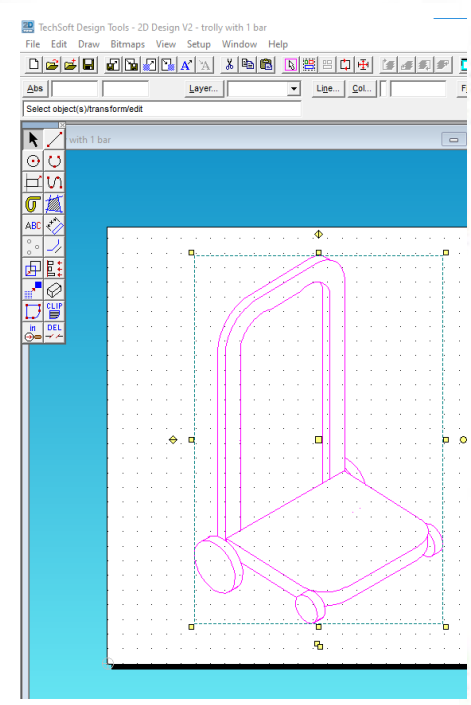 TechSoft Design Tools - 2D Design V2 - trolly with 1 bar
File Edit Draw Bitmaps View Setup Window Help
Abs Layer... Line... Col... F
Select object(s)/transform/edit
with 1 bar
ABC
CLIP
in DEL